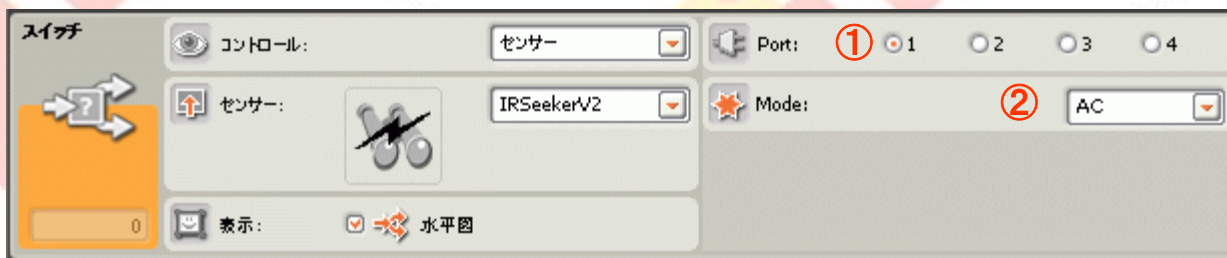 スイッチ
コントロール: センサー
センサー: IRSeekerV2
0
表示: 水平図
Port: ① 1 2 3 4
Mode: ② AC